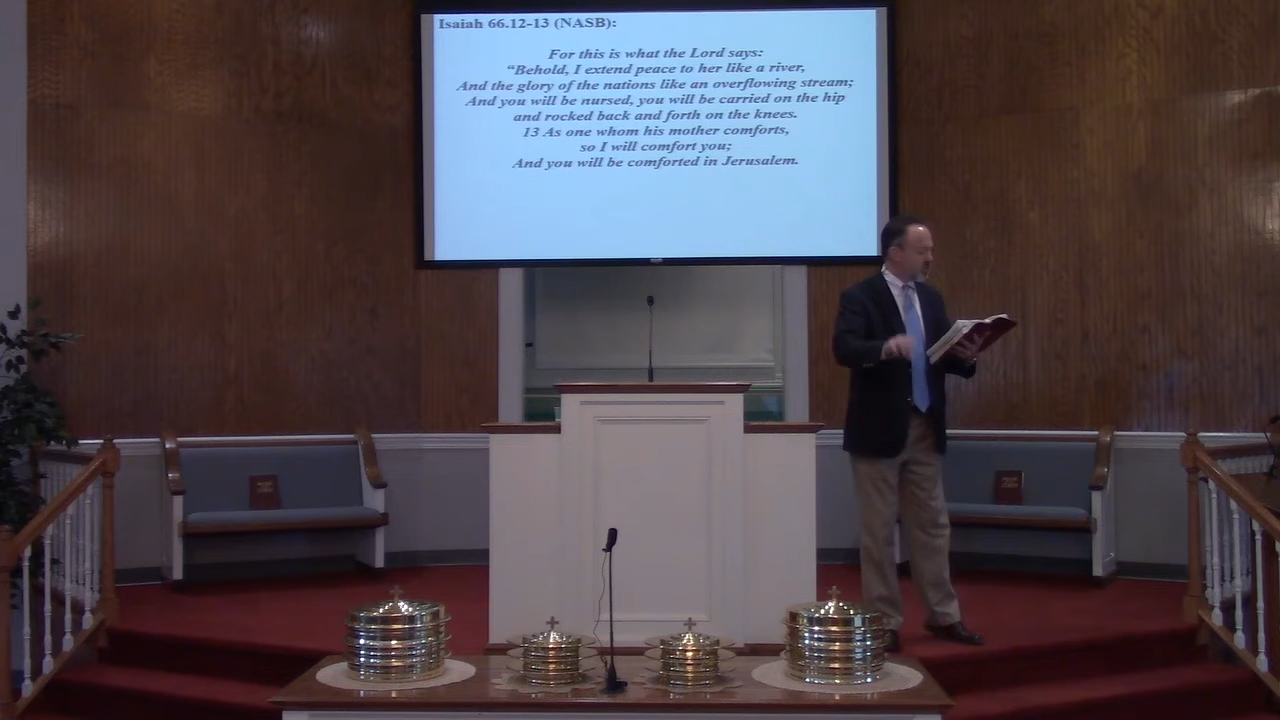 Isaiah 66.12-13 (NASB):
For this is what the Lord says:
“Behold, I extend peace to her like a river,
And the glory of the nations like an overflowing stream;
And you will be nursed, you will be carried on the hip
and rocked back and forth on the knees.
13 As one whom his mother comforts,
so I will comfort you;
And you will be comforted in Jerusalem.